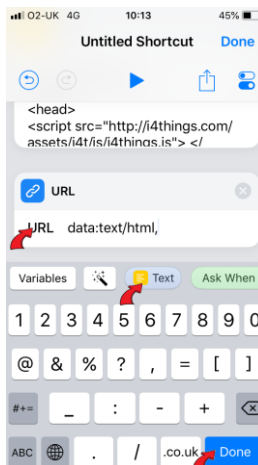 O2-UK 4G 10:13 45%
Untitled Shortcut Done
<head>
<script src="http://i4things.com/
assets/i4t/js/i4things.js"> </
URL
URL data:text/html,
Variables Text Ask When
1 2 3 4 5 6 7 8 9 0
@ & % ? , = [ ]
#+= _ : - +
ABC . / .co.uk Done